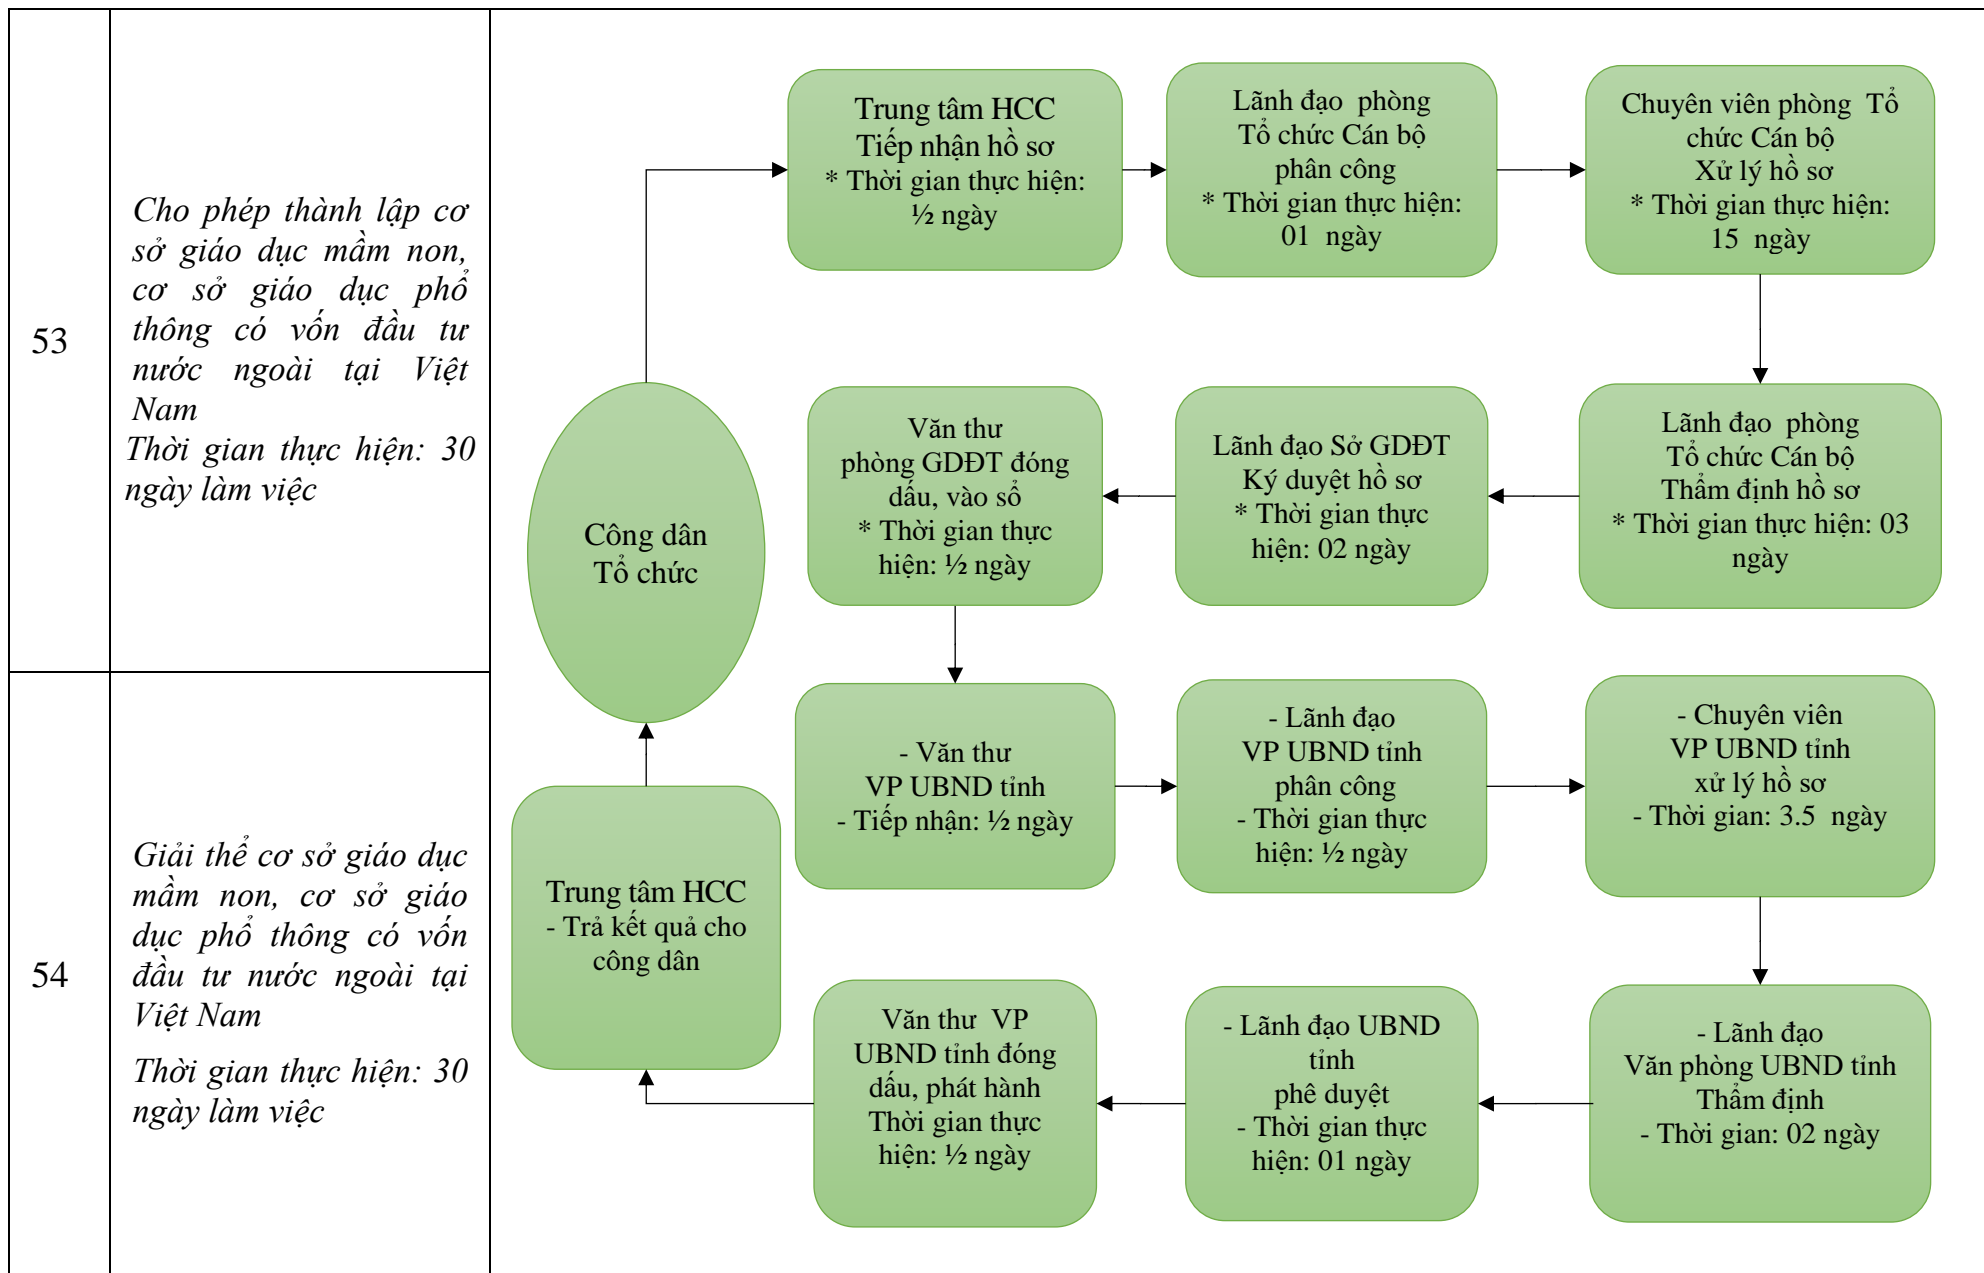 53
Cho phép thành lập cơ
sở giáo dục mầm non,
cơ sở giáo dục phổ
thông có vốn đầu tư
nước ngoài tại Việt
Nam
Thời gian thực hiện: 30
ngày làm việc
Công dân
Tổ chức
Trung tâm HCC
Tiếp nhận hồ sơ
* Thời gian thực hiện:
½ ngày
Lãnh đạo phòng
Tổ chức Cán bộ
phân công
* Thời gian thực hiện:
01 ngày
Chuyên viên phòng Tổ
chức Cán bộ
Xử lý hồ sơ
* Thời gian thực hiện:
15 ngày
Lãnh đạo phòng
Tổ chức Cán bộ
Thẩm định hồ sơ
* Thời gian thực hiện: 03
ngày
Lãnh đạo Sở GDĐT
Ký duyệt hồ sơ
* Thời gian thực
hiện: 02 ngày
Văn thư
phòng GDĐT đóng
dấu, vào sổ
* Thời gian thực
hiện: ½ ngày
54
Giải thể cơ sở giáo dục
mầm non, cơ sở giáo
dục phổ thông có vốn
đầu tư nước ngoài tại
Việt Nam
Thời gian thực hiện: 30
ngày làm việc
- Văn thư
VP UBND tỉnh
- Tiếp nhận: ½ ngày
- Lãnh đạo
VP UBND tỉnh
phân công
- Thời gian thực
hiện: ½ ngày
- Chuyên viên
VP UBND tỉnh
xử lý hồ sơ
- Thời gian: 3.5 ngày
- Lãnh đạo
Văn phòng UBND tỉnh
Thẩm định
- Thời gian: 02 ngày
- Lãnh đạo UBND
tỉnh
phê duyệt
- Thời gian thực
hiện: 01 ngày
Văn thư VP
UBND tỉnh đóng
dấu, phát hành
Thời gian thực
hiện: ½ ngày
Trung tâm HCC
- Trả kết quả cho
công dân